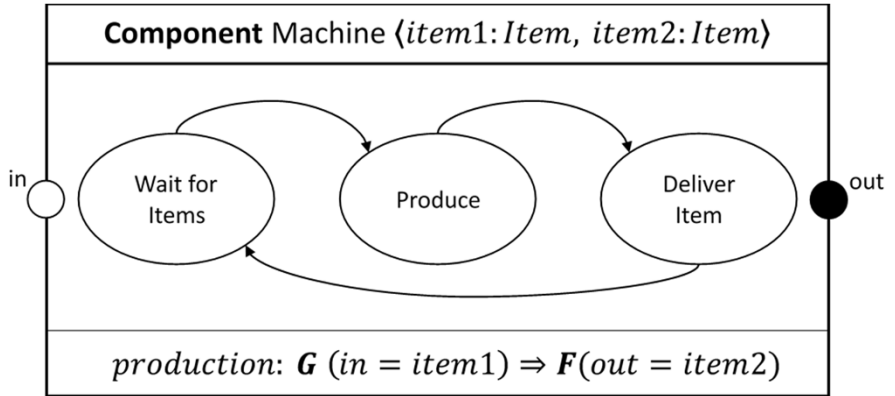 Component Machine ⟨item1: Item, item2: Item⟩
in
Wait for
Items
Produce
Deliver
Item
out
production: G (in = item1) ⇒ F(out = item2)